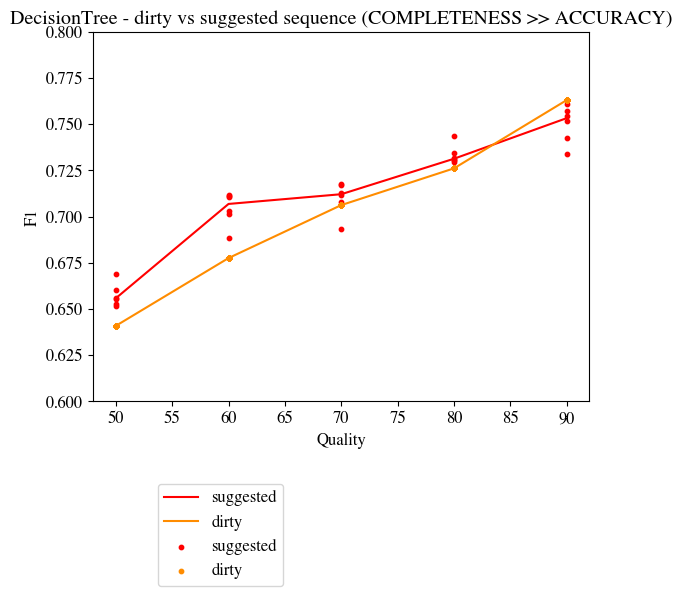 DecisionTree - dirty vs suggested sequence (COMPLETENESS >> ACCURACY)
0.800
0.775
0.750
0.725
0.700
0.675
0.650
0.625
0.600
F1
50 55 60 65 70 75 80 85 90
Quality
suggested
dirty
suggested
dirty